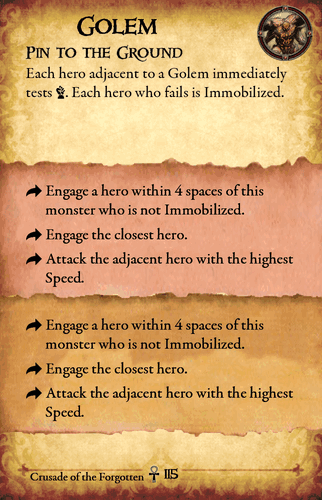 Golem
Pin to the Ground
Each hero adjacent to a Golem immediately
tests . Each hero who fails is Immobilized.
Engage a hero within 4 spaces of this
monster who is not Immobilized.
Engage the closest hero.
Attack the adjacent hero with the highest
Speed.
Engage a hero within 4 spaces of this
monster who is not Immobilized.
Engage the closest hero.
Attack the adjacent hero with the highest
Speed.
Crusade of the Forgotten ☥ 115